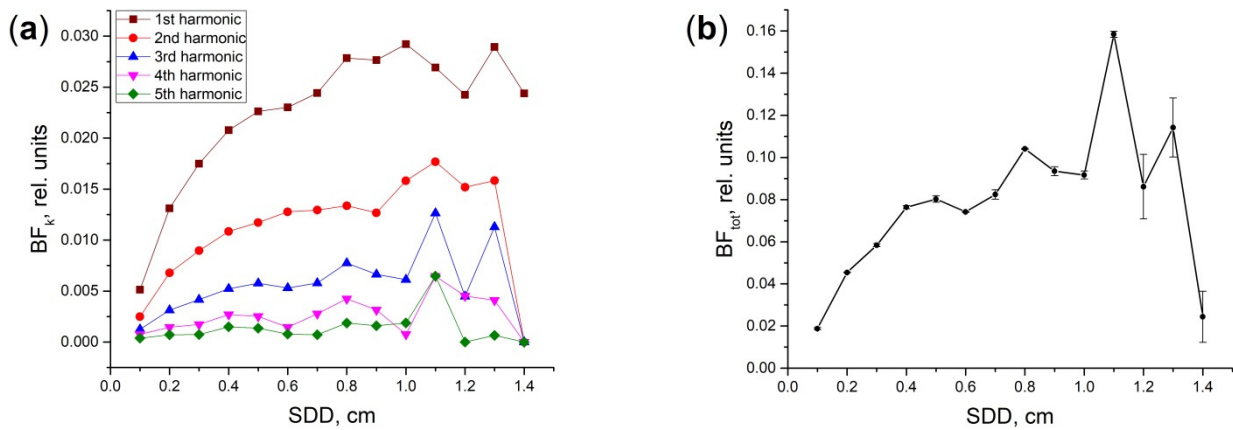 (a)
1st harmonic
2nd harmonic
3rd harmonic
4th harmonic
5th harmonic
0.030
0.025
0.020
0.015
0.010
0.005
0.000
BFk, rel. units
0.0 0.2 0.4 0.6 0.8 1.0 1.2 1.4
SDD, cm
(b)
0.16
0.14
0.12
0.10
0.08
0.06
0.04
0.02
0.00
BFtot, rel. units
0.0 0.2 0.4 0.6 0.8 1.0 1.2 1.4
SDD, cm